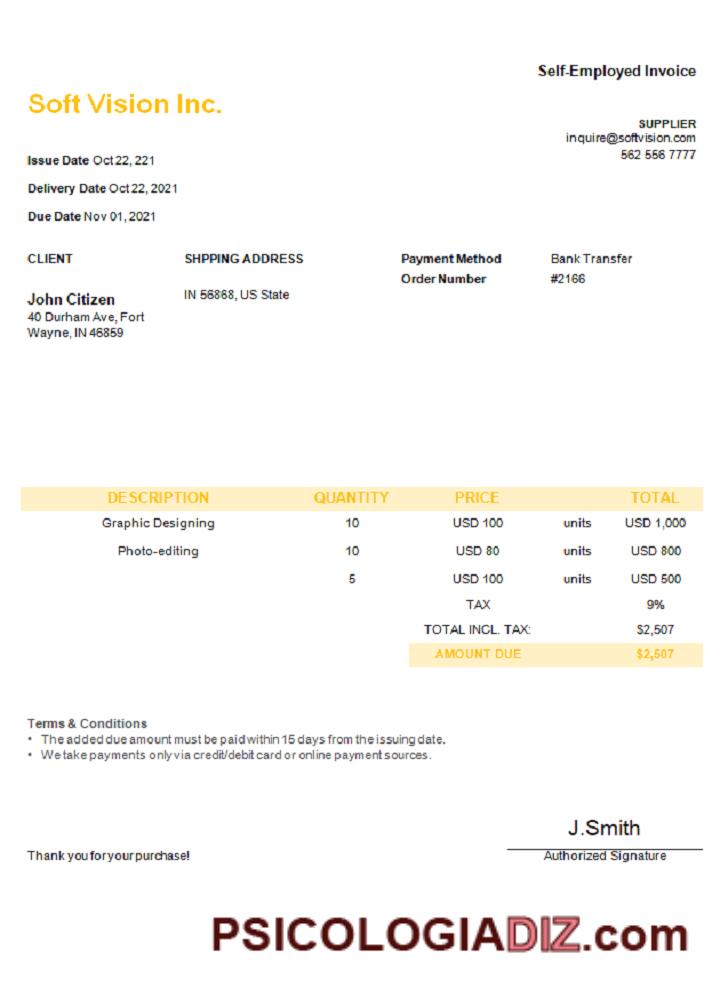 Self-Employed Invoice
Soft Vision Inc.
SUPPLIER
inquire@softvision.com
562 556 7777
Issue Date Oct 22, 221
Delivery Date Oct 22, 2021
Due Date Nov 01, 2021
CLIENT SHPPING ADDRESS Payment Method Bank Transfer
Order Number #2166
John Citizen IN 56868, US State
40 Durham Ave, Fort
Wayne, IN 46859
DESCRIPTION QUANTITY PRICE TOTAL
Graphic Designing 10 USD 100 units USD 1,000
Photo-editing 10 USD 80 units USD 800
5 USD 100 units USD 500
TAX 9%
TOTAL INCL. TAX: $2,507
AMOUNT DUE $2,507
Terms & Conditions
• The added due amount must be paid within 15 days from the issuing date.
• We take payments only via credit/debit card or online payment sources.
J.Smith
Thank you for your purchase! Authorized Signature
PSICOLOGIADIZ.com